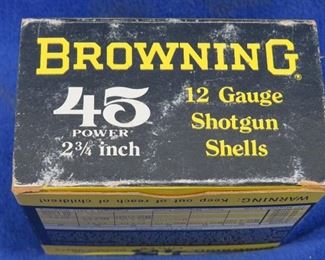 BROWNING®
45
POWER
2¾ inch
12 Gauge
Shotgun
Shells
WARNING: Keep out of reach of children!